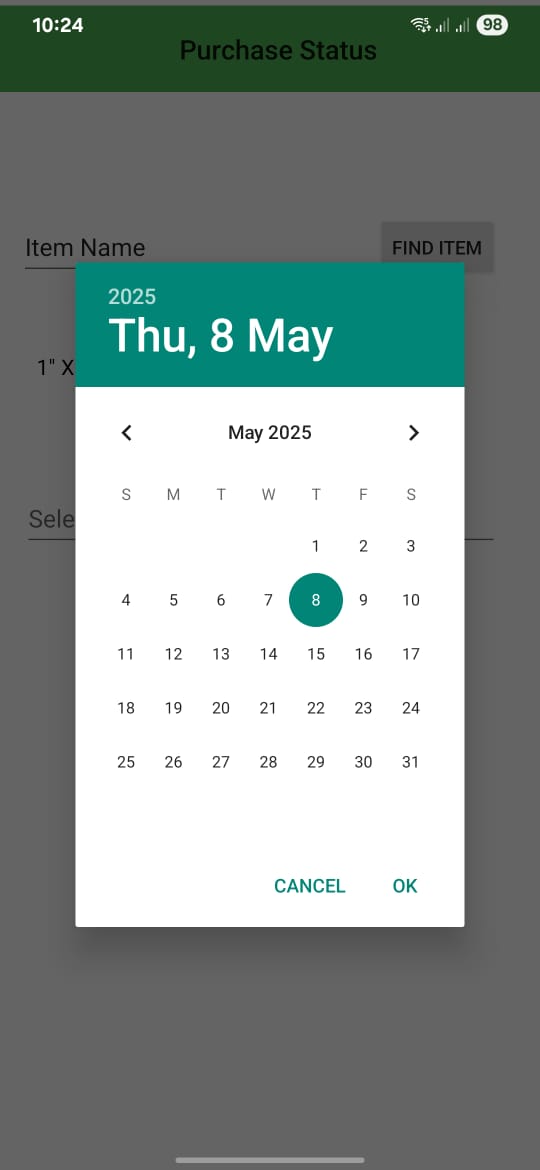 10:24
5
98
Purchase Status
Item Name
FIND ITEM
2025
Thu, 8 May
1" X
May 2025
S M T W T F S
1 2 3
Sele
4 5 6 7 8 9 10
11 12 13 14 15 16 17
18 19 20 21 22 23 24
25 26 27 28 29 30 31
CANCEL OK